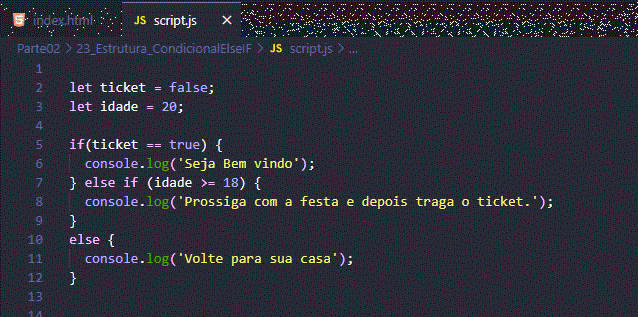 index.html JS script.js ×
Parte02 > 23_Estrutura_CondicionalElseIF > JS script.js > ...
1
2 let ticket = false;
3 let idade = 20;
4
5 if(ticket == true) {
6 console.log('Seja Bem vindo');
7 } else if (idade >= 18) {
8 console.log('Prossiga com a festa e depois traga o ticket.');
9 }
10 else {
11 console.log('Volte para sua casa');
12 }
13
14